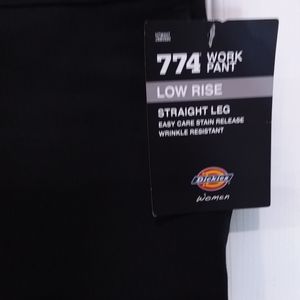 774 WORK PANT
LOW RISE
STRAIGHT LEG
EASY CARE STAIN RELEASE
WRINKLE RESISTANT
Dickies
Women